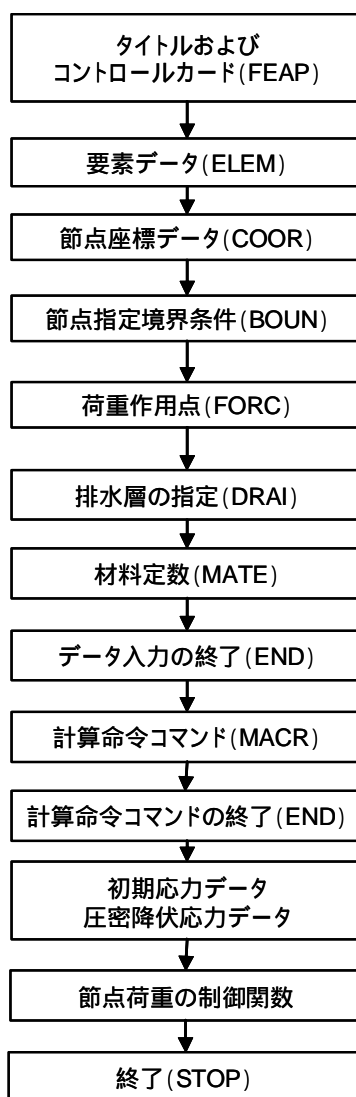 タイトルおよび
コントロールカード(FEAP)
要素データ(ELEM)
節点座標データ(COOR)
節点指定境界条件(BOUN)
荷重作用点(FORC)
排水層の指定(DRAI)
材料定数(MATE)
データ入力の終了(END)
計算命令コマンド(MACR)
計算命令コマンドの終了(END)
初期応力データ
圧密降伏応力データ
節点荷重の制御関数
終了(STOP)